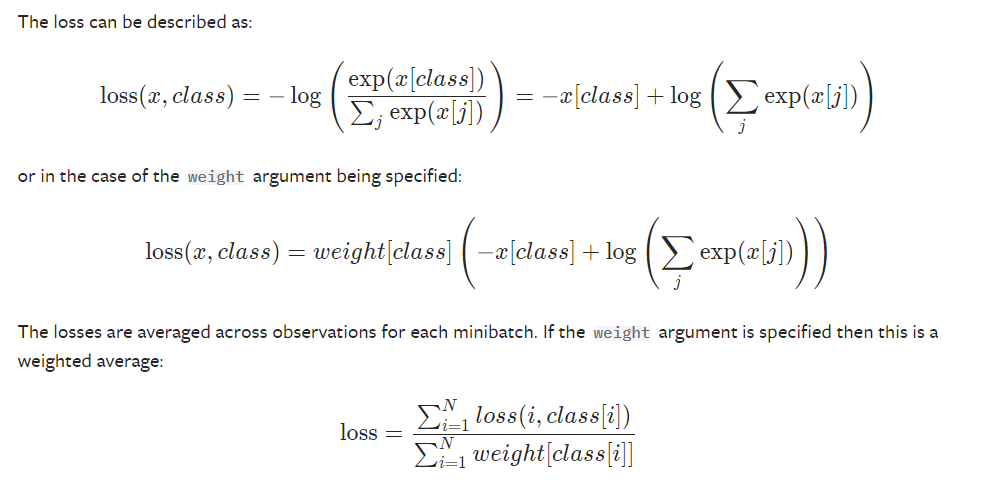 The loss can be described as:
loss(x, class) = − log ( exp(x[class]) / ∑_j exp(x[j]) ) = −x[class] + log ( ∑_j exp(x[j]) )
or in the case of the weight argument being specified:
loss(x, class) = weight[class] ( −x[class] + log ( ∑_j exp(x[j]) ) )
The losses are averaged across observations for each minibatch. If the weight argument is specified then this is a
weighted average:
loss = ∑_{i=1}^{N} loss(i, class[i]) / ∑_{i=1}^{N} weight[class[i]]